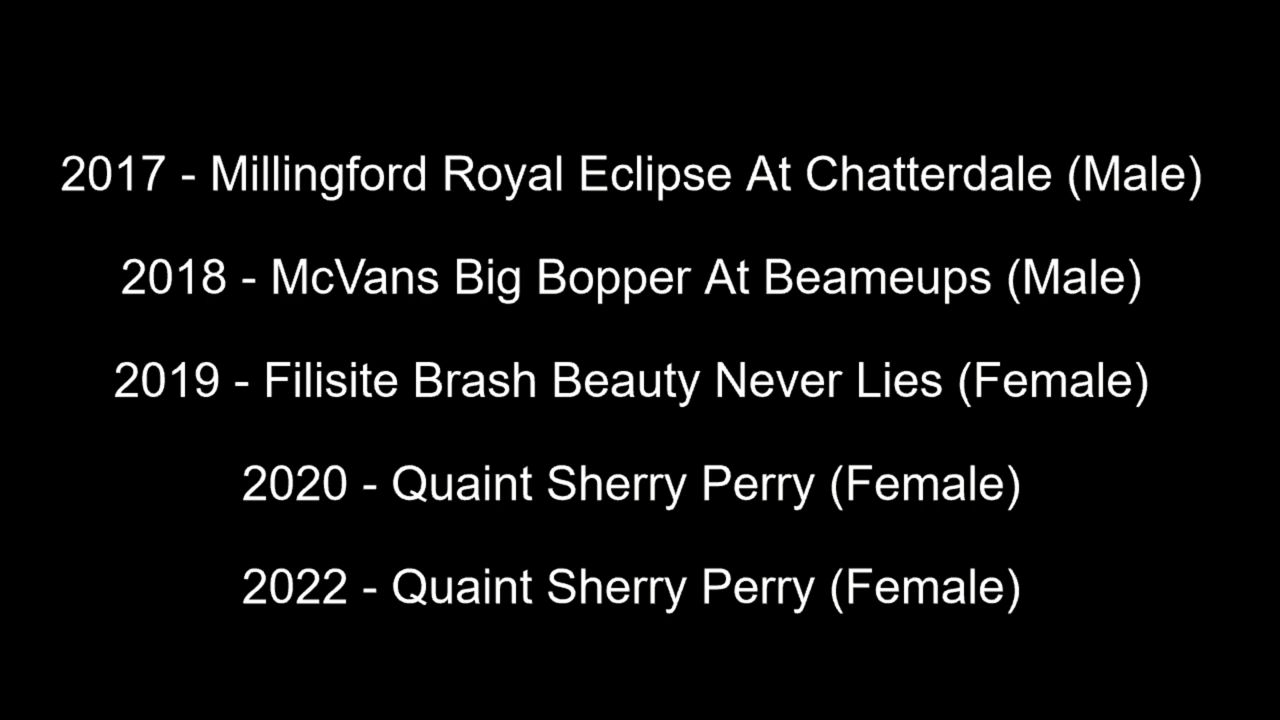 2017 - Millingford Royal Eclipse At Chatterdale (Male)
2018 - McVans Big Bopper At Beameups (Male)
2019 - Filisite Brash Beauty Never Lies (Female)
2020 - Quaint Sherry Perry (Female)
2022 - Quaint Sherry Perry (Female)